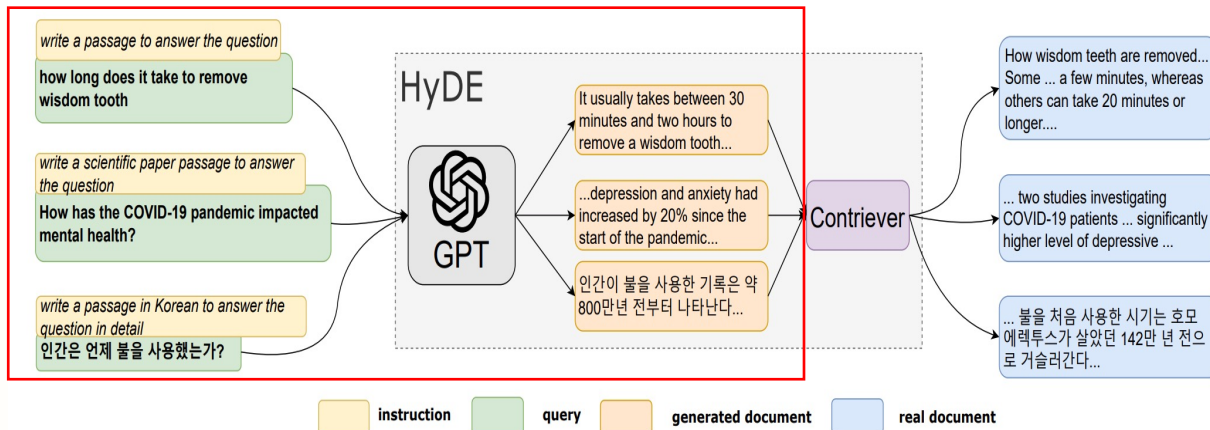 write a passage to answer the question
how long does it take to remove
wisdom tooth
write a scientific paper passage to answer
the question
How has the COVID-19 pandemic impacted
mental health?
write a passage in Korean to answer the
question in detail
인간은 언제 불을 사용했는가?
HyDE
GPT
It usually takes between 30
minutes and two hours to
remove a wisdom tooth...
...depression and anxiety had
increased by 20% since the
start of the pandemic...
인간이 불을 사용한 기록은 약
800만년 전부터 나타난다...
Contriever
How wisdom teeth are removed...
Some ... a few minutes, whereas
others can take 20 minutes or
longer....
... two studies investigating
COVID-19 patients ... significantly
higher level of depressive ...
... 불을 처음 사용한 시기는 호모
에렉투스가 살았던 142만 년 전으
로 거슬러간다...
instruction
query
generated document
real document